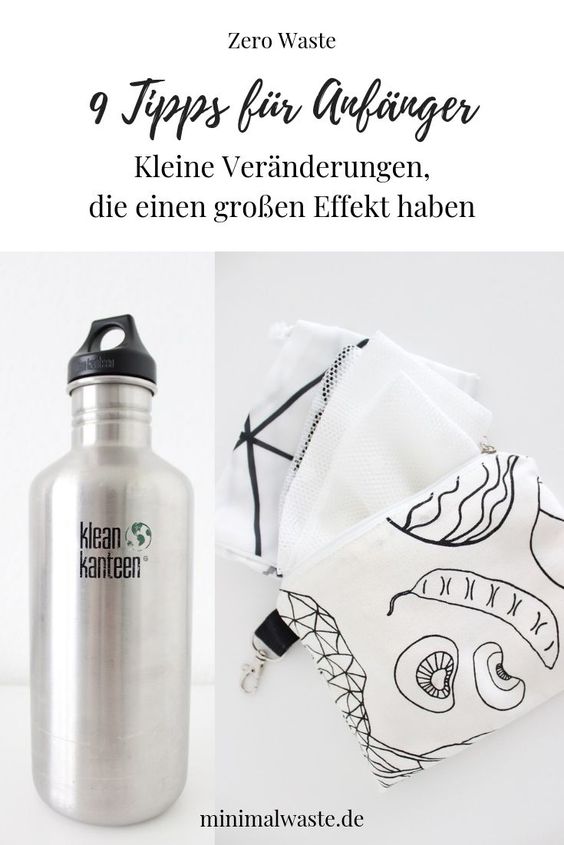 Zero Waste
9 Tipps für Anfänger
Kleine Veränderungen,
die einen großen Effekt haben
klean
kanteen
minimalwaste.de